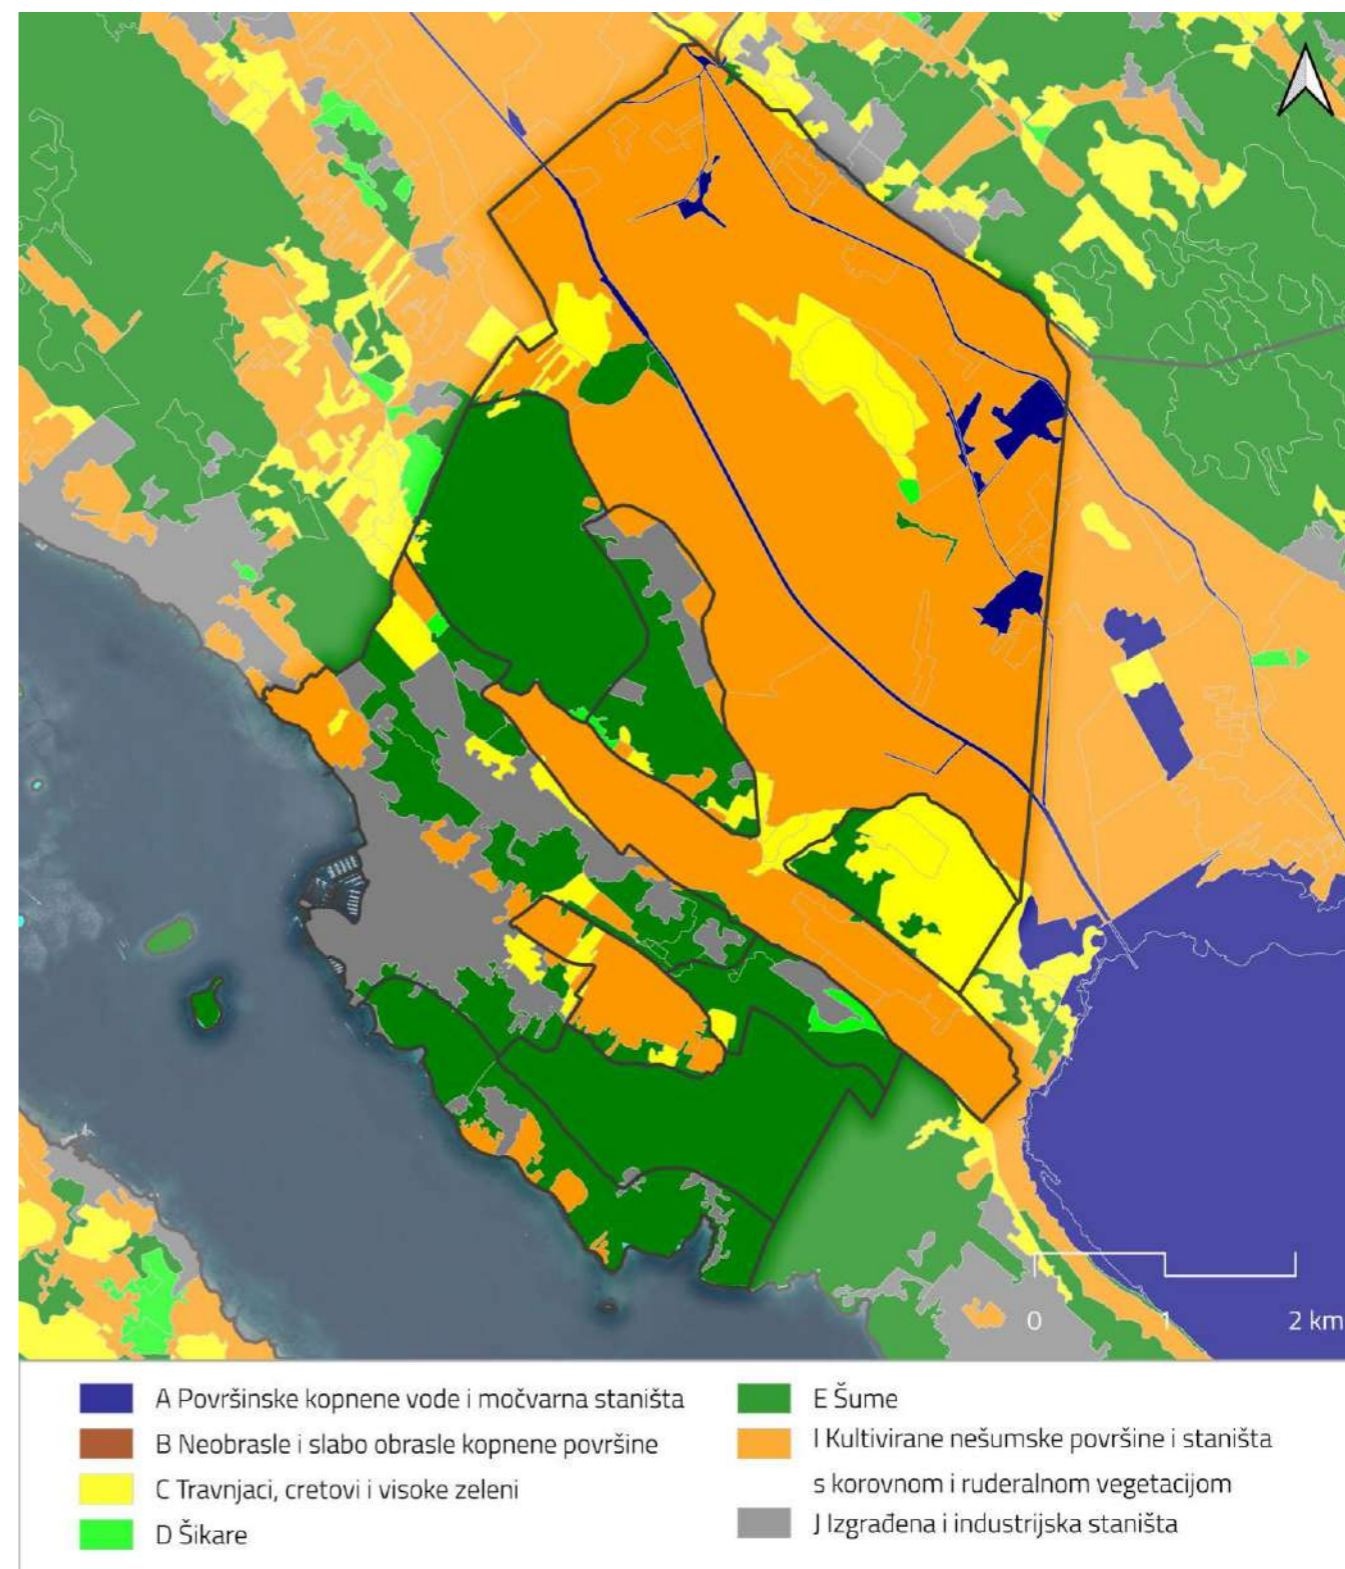 0 1 2 km
A Površinske kopnene vode i močvarna staništa
B Neobrasle i slabo obrasle kopnene površine
C Travnjaci, cretovi i visoke zeleni
D Šikare
E Šume
I Kultivirane nešumske površine i staništa
s korovnom i ruderalnom vegetacijom
J Izgrađena i industrijska staništa